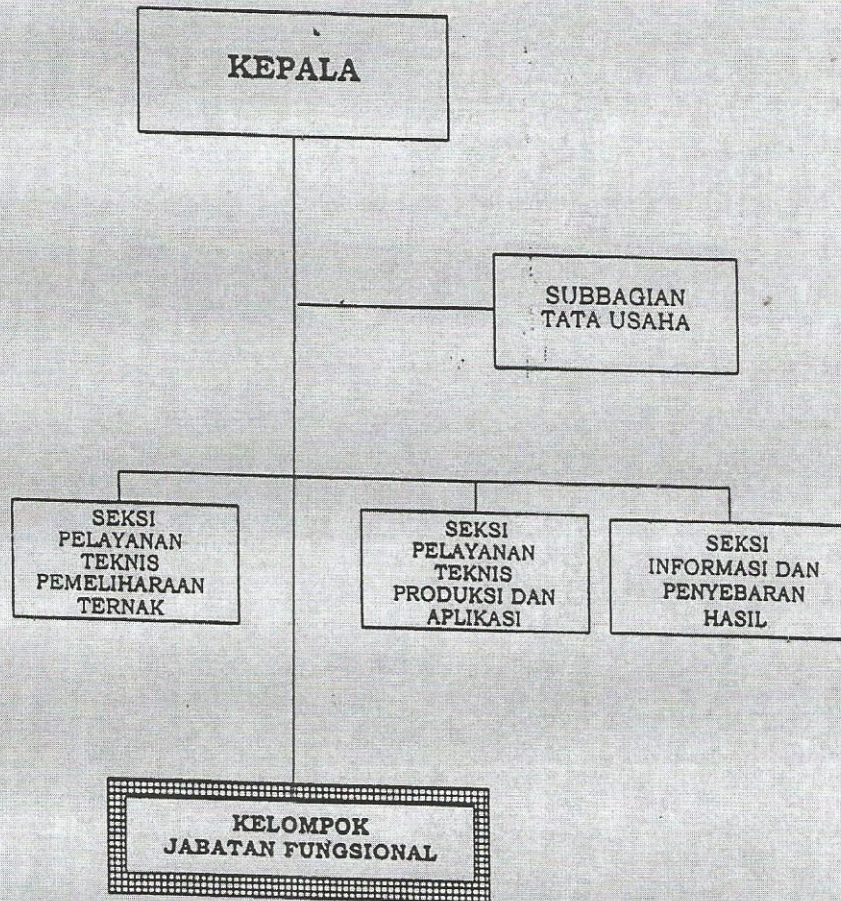 KEPALA
SUBBAGIAN
TATA USAHA
SEKSI
PELAYANAN
TEKNIS
PEMELIHARAAN
TERNAK
SEKSI
PELAYANAN
TEKNIS
PRODUKSI DAN
APLIKASI
SEKSI
INFORMASI DAN
PENYEBARAN
HASIL
KELOMPOK
JABATAN FUNGSIONAL